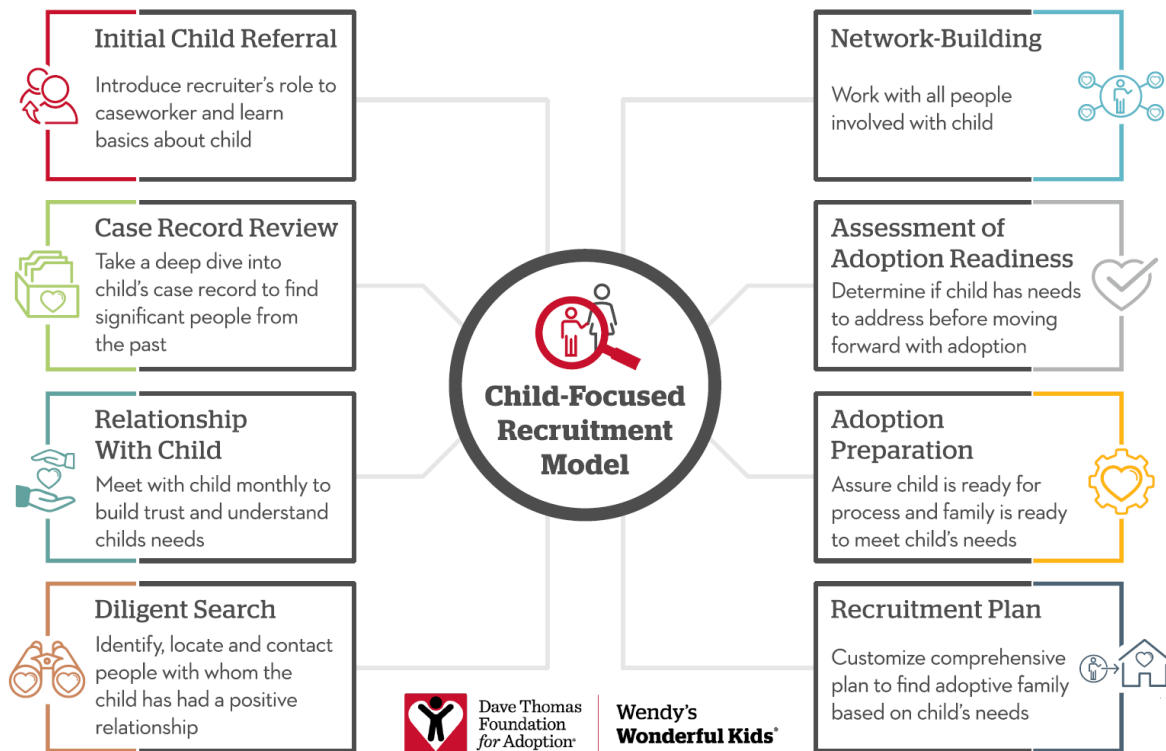 Initial Child Referral
Introduce recruiter's role to
caseworker and learn
basics about child
Case Record Review
Take a deep dive into
child's case record to find
significant people from
the past
Relationship
With Child
Meet with child monthly to
build trust and understand
childs needs
Diligent Search
Identify, locate and contact
people with whom the
child has had a positive
relationship
Child-Focused
Recruitment
Model
Network-Building
Work with all people
involved with child
Assessment of
Adoption Readiness
Determine if child has needs
to address before moving
forward with adoption
Adoption
Preparation
Assure child is ready for
process and family is ready
to meet child's needs
Recruitment Plan
Customize comprehensive
plan to find adoptive family
based on child's needs
Dave Thomas
Foundation
for Adoption®
Wendy's
Wonderful Kids®